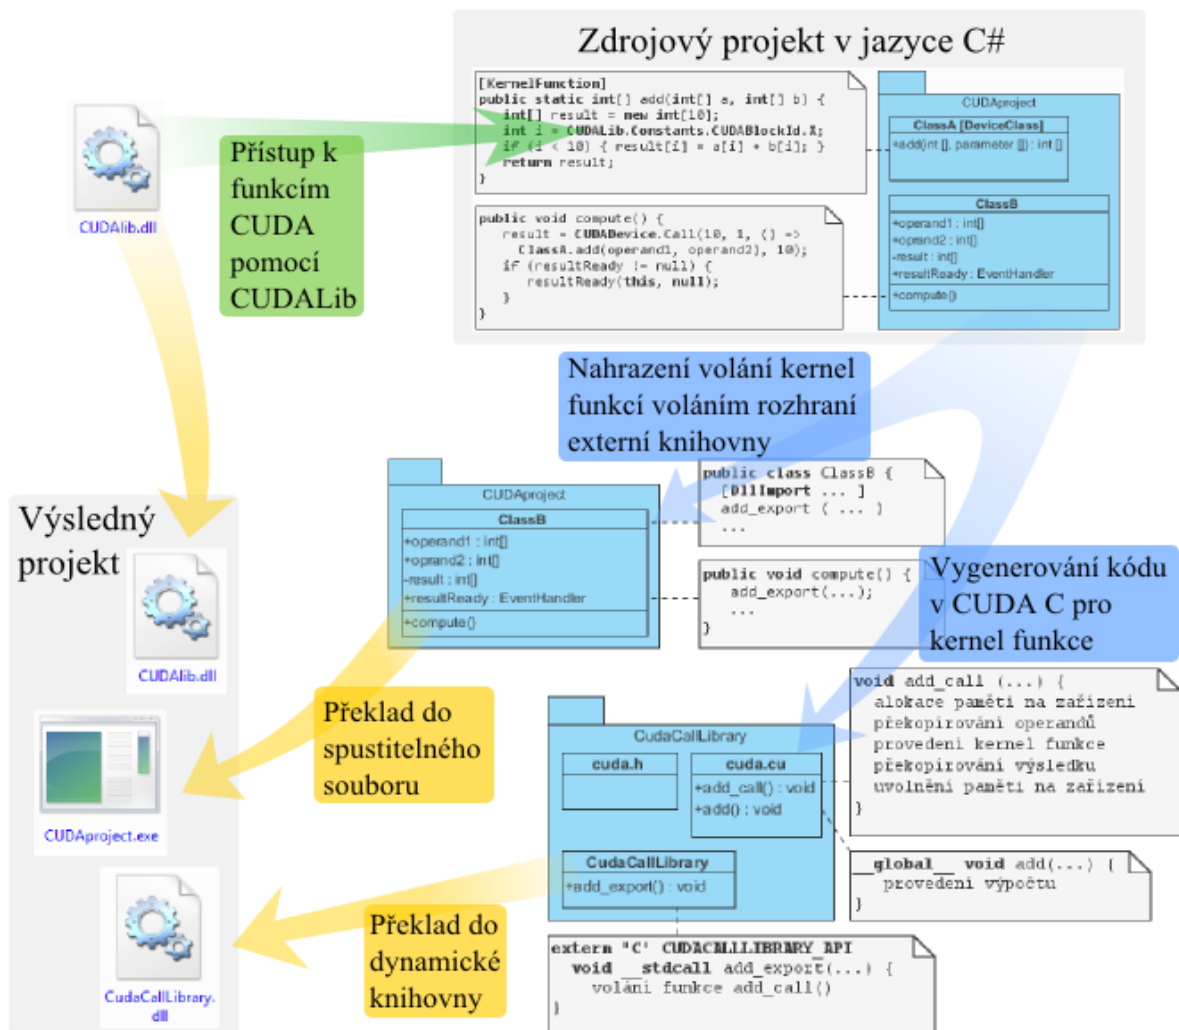 Zdrojový projekt v jazyce C#
[KernelFunction]
public static int[] add(int[] a, int[] b) {
int[] result = new int[10];
int i = CUDALib.Constants.CUDABlockId.X;
if (i < 10) { result[i] = a[i] + b[i]; }
return result;
}
CUDAproject
ClassA [DeviceClass]
+add(int [], parameter []) : int []
ClassB
+operand1 : int[]
+oprand2 : int[]
-result : int[]
+resultReady : EventHandler
+compute()
public void compute() {
result = CUDADevice.Call(10, 1, () =>
ClassA.add(operand1, operand2), 10);
if (resultReady != null) {
resultReady(this, null);
}
}
CUDAlib.dll
Přístup k
funkcím
CUDA
pomocí
CUDALib
Nahrazení volání kernel
funkcí voláním rozhraní
externí knihovny
CUDAproject
ClassB
+operand1 : int[]
+oprand2 : int[]
-result : int[]
+resultReady : EventHandler
+compute()
public class ClassB {
[DllImport ... ]
add_export ( ... )
...
public void compute() {
add_export(...);
...
}
Vygenerování kódu
v CUDA C pro
kernel funkce
Výsledný
projekt
CUDAlib.dll
CUDAproject.exe
CudaCallLibrary.
dll
Překlad do
spustitelného
souboru
CudaCallLibrary
cuda.h
cuda.cu
+add_call() : void
+add() : void
CudaCallLibrary
+add_export() : void
void add_call (...) {
alokace paměti na zařízení
překopírování operandů
provedení kernel funkce
překopírování výsledku
uvolnění paměti na zařízení
}
__global__ void add(...) {
provedení výpočtu
}
Překlad do
dynamické
knihovny
extern "C" CUDACALLLIBRARY_API
void __stdcall add_export(...) {
volání funkce add_call()
}